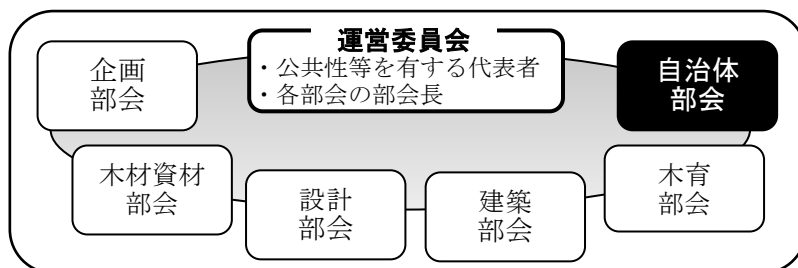 運営委員会
・公共性等を有する代表者
・各部会の部会長
企画
部会
自治体
部会
木材資材
部会
設計
部会
建築
部会
木育
部会